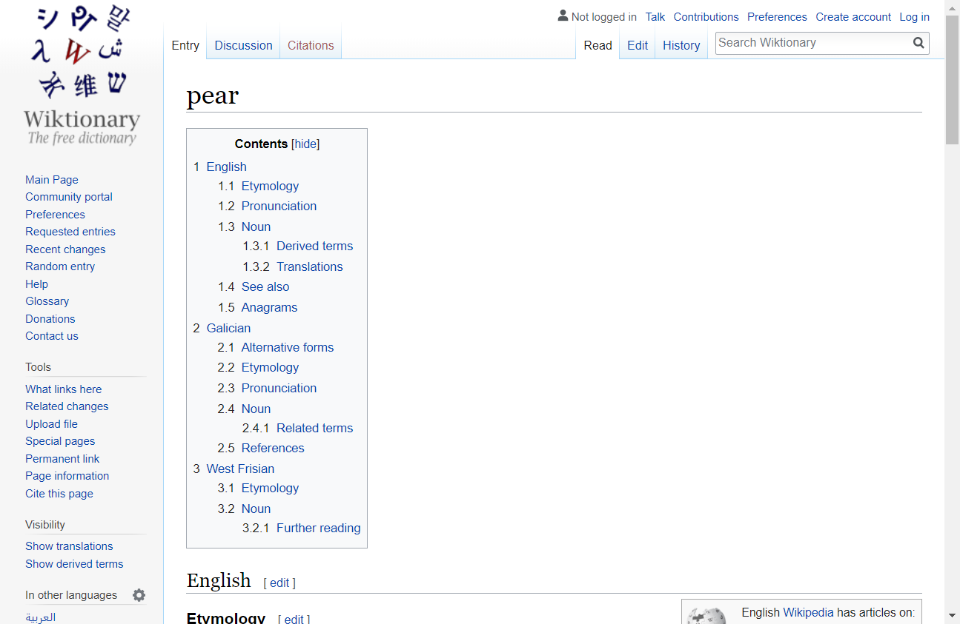 Not logged in Talk Contributions Preferences Create account Log in
Entry Discussion Citations Read Edit History Search Wiktionary
シ 말
λ W ش
维 ש
Wiktionary
The free dictionary
Main Page
Community portal
Preferences
Requested entries
Recent changes
Random entry
Help
Glossary
Donations
Contact us
Tools
What links here
Related changes
Upload file
Special pages
Permanent link
Page information
Cite this page
Visibility
Show translations
Show derived terms
In other languages
العربية
pear
Contents [hide]
1 English
1.1 Etymology
1.2 Pronunciation
1.3 Noun
1.3.1 Derived terms
1.3.2 Translations
1.4 See also
1.5 Anagrams
2 Galician
2.1 Alternative forms
2.2 Etymology
2.3 Pronunciation
2.4 Noun
2.4.1 Related terms
2.5 References
3 West Frisian
3.1 Etymology
3.2 Noun
3.2.1 Further reading
English [ edit ]
Etymology [ edit ]
English Wikipedia has articles on: